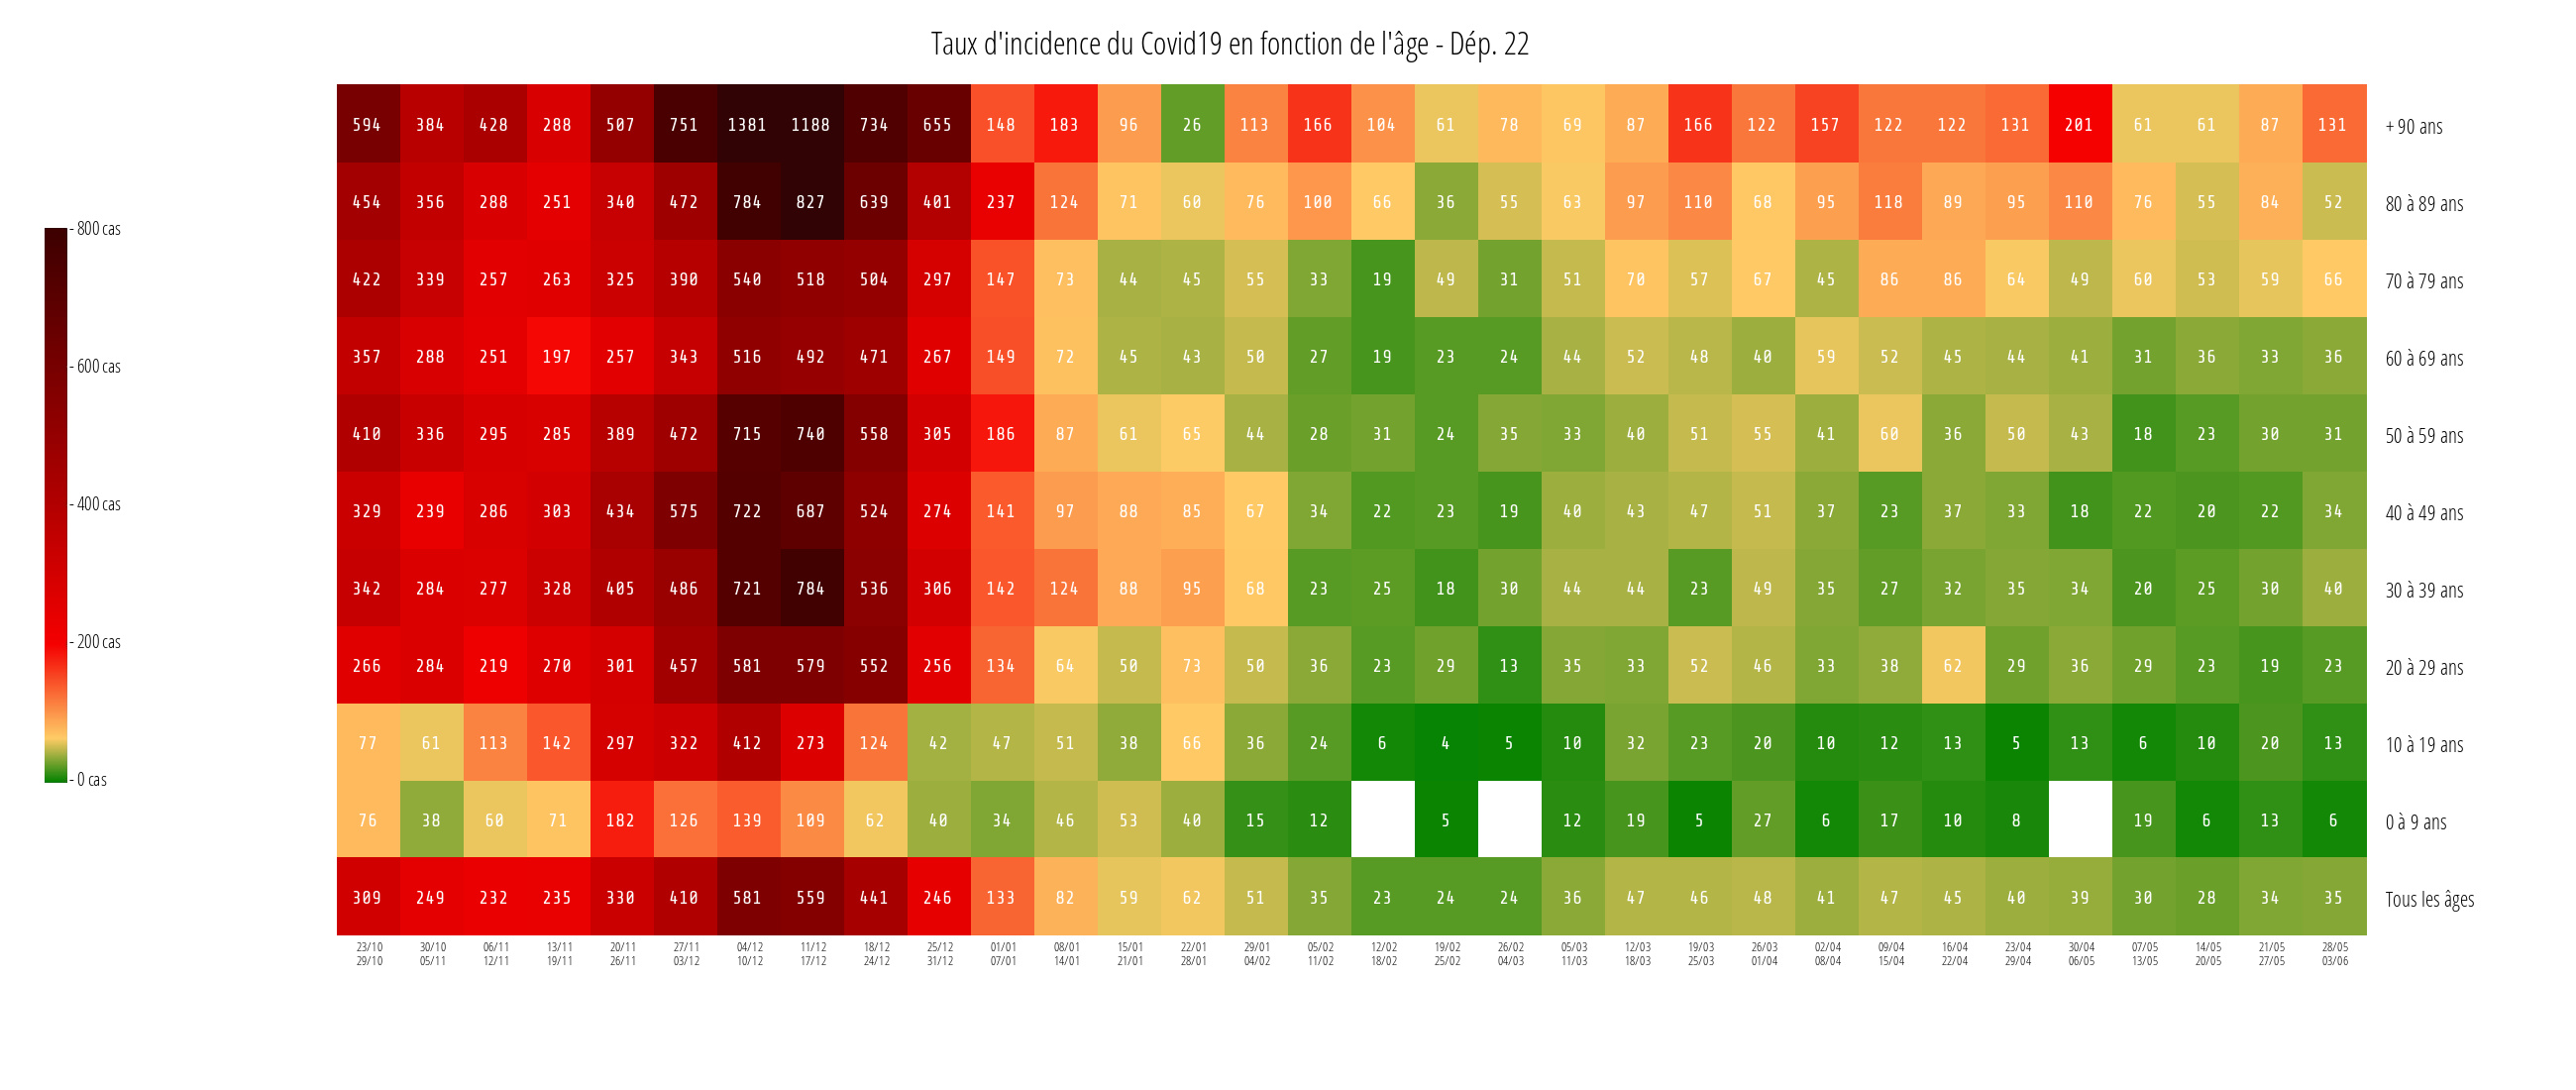 Taux d'incidence du Covid19 en fonction de l'âge - Dép. 22
- 800 cas
- 600 cas
- 400 cas
- 200 cas
- 0 cas
594 384 428 288 507 751 1381 1188 734 655 148 183 96 26 113 166 104 61 78 69 87 166 122 157 122 122 131 201 61 61 87 131 + 90 ans
454 356 288 251 340 472 784 827 639 401 237 124 71 60 76 100 66 36 55 63 97 110 68 95 118 89 95 110 76 55 84 52 80 à 89 ans
422 339 257 263 325 390 540 518 504 297 147 73 44 45 55 33 19 49 31 51 70 57 67 45 86 86 64 49 60 53 59 66 70 à 79 ans
357 288 251 197 257 343 516 492 471 267 149 72 45 43 50 27 19 23 24 44 52 48 40 59 52 45 44 41 31 36 33 36 60 à 69 ans
410 336 295 285 389 472 715 740 558 305 186 87 61 65 44 28 31 24 35 33 40 51 55 41 60 36 50 43 18 23 30 31 50 à 59 ans
329 239 286 303 434 575 722 687 524 274 141 97 88 85 67 34 22 23 19 40 43 47 51 37 23 37 33 18 22 20 22 34 40 à 49 ans
342 284 277 328 405 486 721 784 536 306 142 124 88 95 68 23 25 18 30 44 44 23 49 35 27 32 35 34 20 25 30 40 30 à 39 ans
266 284 219 270 301 457 581 579 552 256 134 64 50 73 50 36 23 29 13 35 33 52 46 33 38 62 29 36 29 23 19 23 20 à 29 ans
77 61 113 142 297 322 412 273 124 42 47 51 38 66 36 24 6 4 5 10 32 23 20 10 12 13 5 13 6 10 20 13 10 à 19 ans
76 38 60 71 182 126 139 109 62 40 34 46 53 40 15 12 5 12 19 5 27 6 17 10 8 19 6 13 6 0 à 9 ans
309 249 232 235 330 410 581 559 441 246 133 82 59 62 51 35 23 24 24 36 47 46 48 41 47 45 40 39 30 28 34 35 Tous les âges
23/10 30/10 06/11 13/11 20/11 27/11 04/12 11/12 18/12 25/12 01/01 08/01 15/01 22/01 29/01 05/02 12/02 19/02 26/02 05/03 12/03 19/03 26/03 02/04 09/04 16/04 23/04 30/04 07/05 14/05 21/05 28/05
29/10 05/11 12/11 19/11 26/11 03/12 10/12 17/12 24/12 31/12 07/01 14/01 21/01 28/01 04/02 11/02 18/02 25/02 04/03 11/03 18/03 25/03 01/04 08/04 15/04 22/04 29/04 06/05 13/05 20/05 27/05 03/06